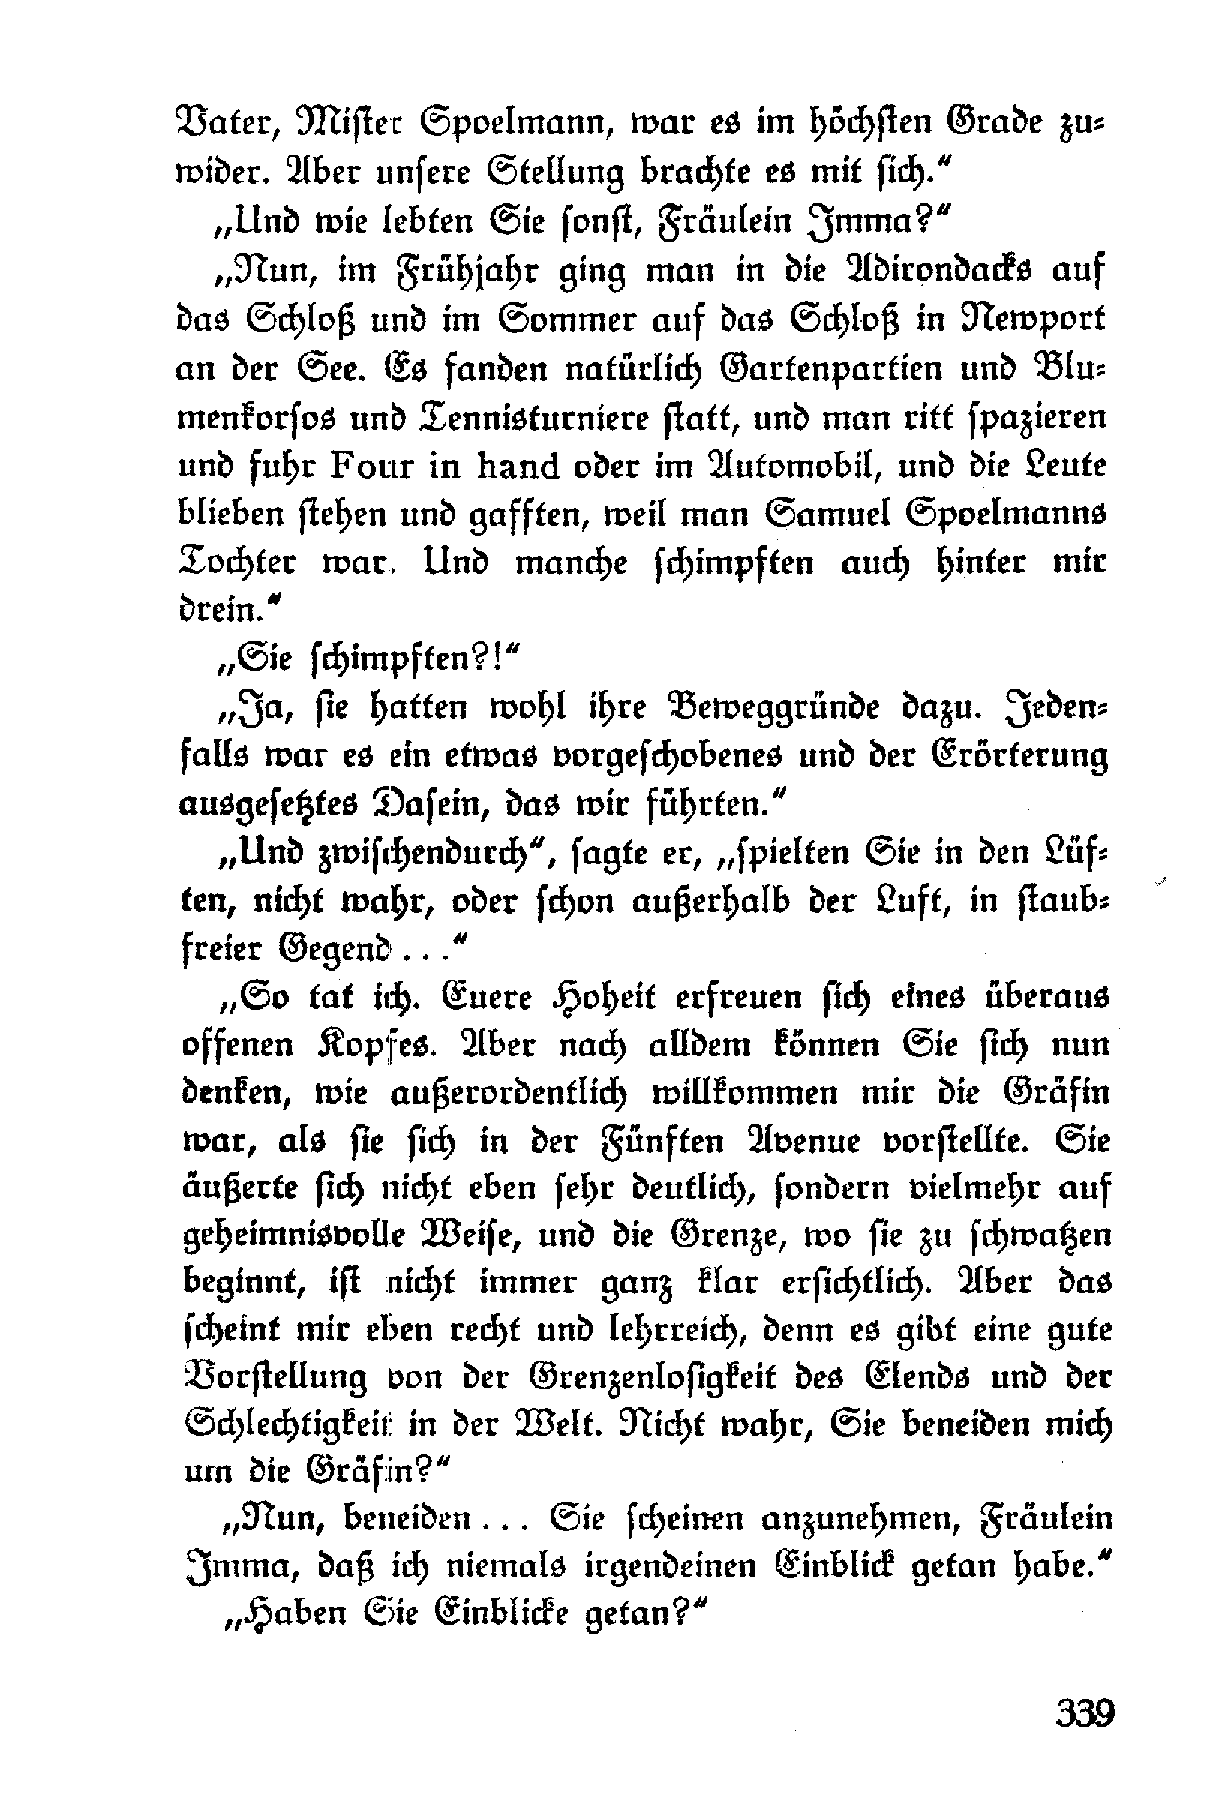 Vater, Mister Spoelmann, war es im höchsten Grade zu-
wider. Aber unsere Stellung brachte es mit sich.“
„Und wie lebten Sie sonst, Fräulein Imma?“
„Nun, im Frühjahr ging man in die Adirondacks auf
das Schloß und im Sommer auf das Schloß in Newport
an der See. Es fanden natürlich Gartenpartien und Blu-
menkorsos und Tennisturniere statt, und man ritt spazieren
und fuhr Four in hand oder im Automobil, und die Leute
blieben stehen und gafften, weil man Samuel Spoelmanns
Tochter war. Und manche schimpften auch hinter mir
drein.“
„Sie schimpften?!“
„Ja, sie hatten wohl ihre Beweggründe dazu. Jeden-
falls war es ein etwas vorgeschobenes und der Erörterung
ausgesetztes Dasein, das wir führten.“
„Und zwischendurch“, sagte er, „spielten Sie in den Lüf-
ten, nicht wahr, oder schon außerhalb der Luft, in staub-
freier Gegend . . .“
„So tat ich. Euere Hoheit erfreuen sich eines überaus
offenen Kopfes. Aber nach alldem können Sie sich nun
denken, wie außerordentlich willkommen mir die Gräfin
war, als sie sich in der Fünften Avenue vorstellte. Sie
äußerte sich nicht eben sehr deutlich, sondern vielmehr auf
geheimnisvolle Weise, und die Grenze, wo sie zu schwatzen
beginnt, ist nicht immer ganz klar ersichtlich. Aber das
scheint mir eben recht und lehrreich, denn es gibt eine gute
Vorstellung von der Grenzenlosigkeit des Elends und der
Schlechtigkeit in der Welt. Nicht wahr, Sie beneiden mich
um die Gräfin?“
„Nun, beneiden . . . Sie scheinen anzunehmen, Fräulein
Imma, daß ich niemals irgendeinen Einblick getan habe.“
„Haben Sie Einblicke getan?“
339